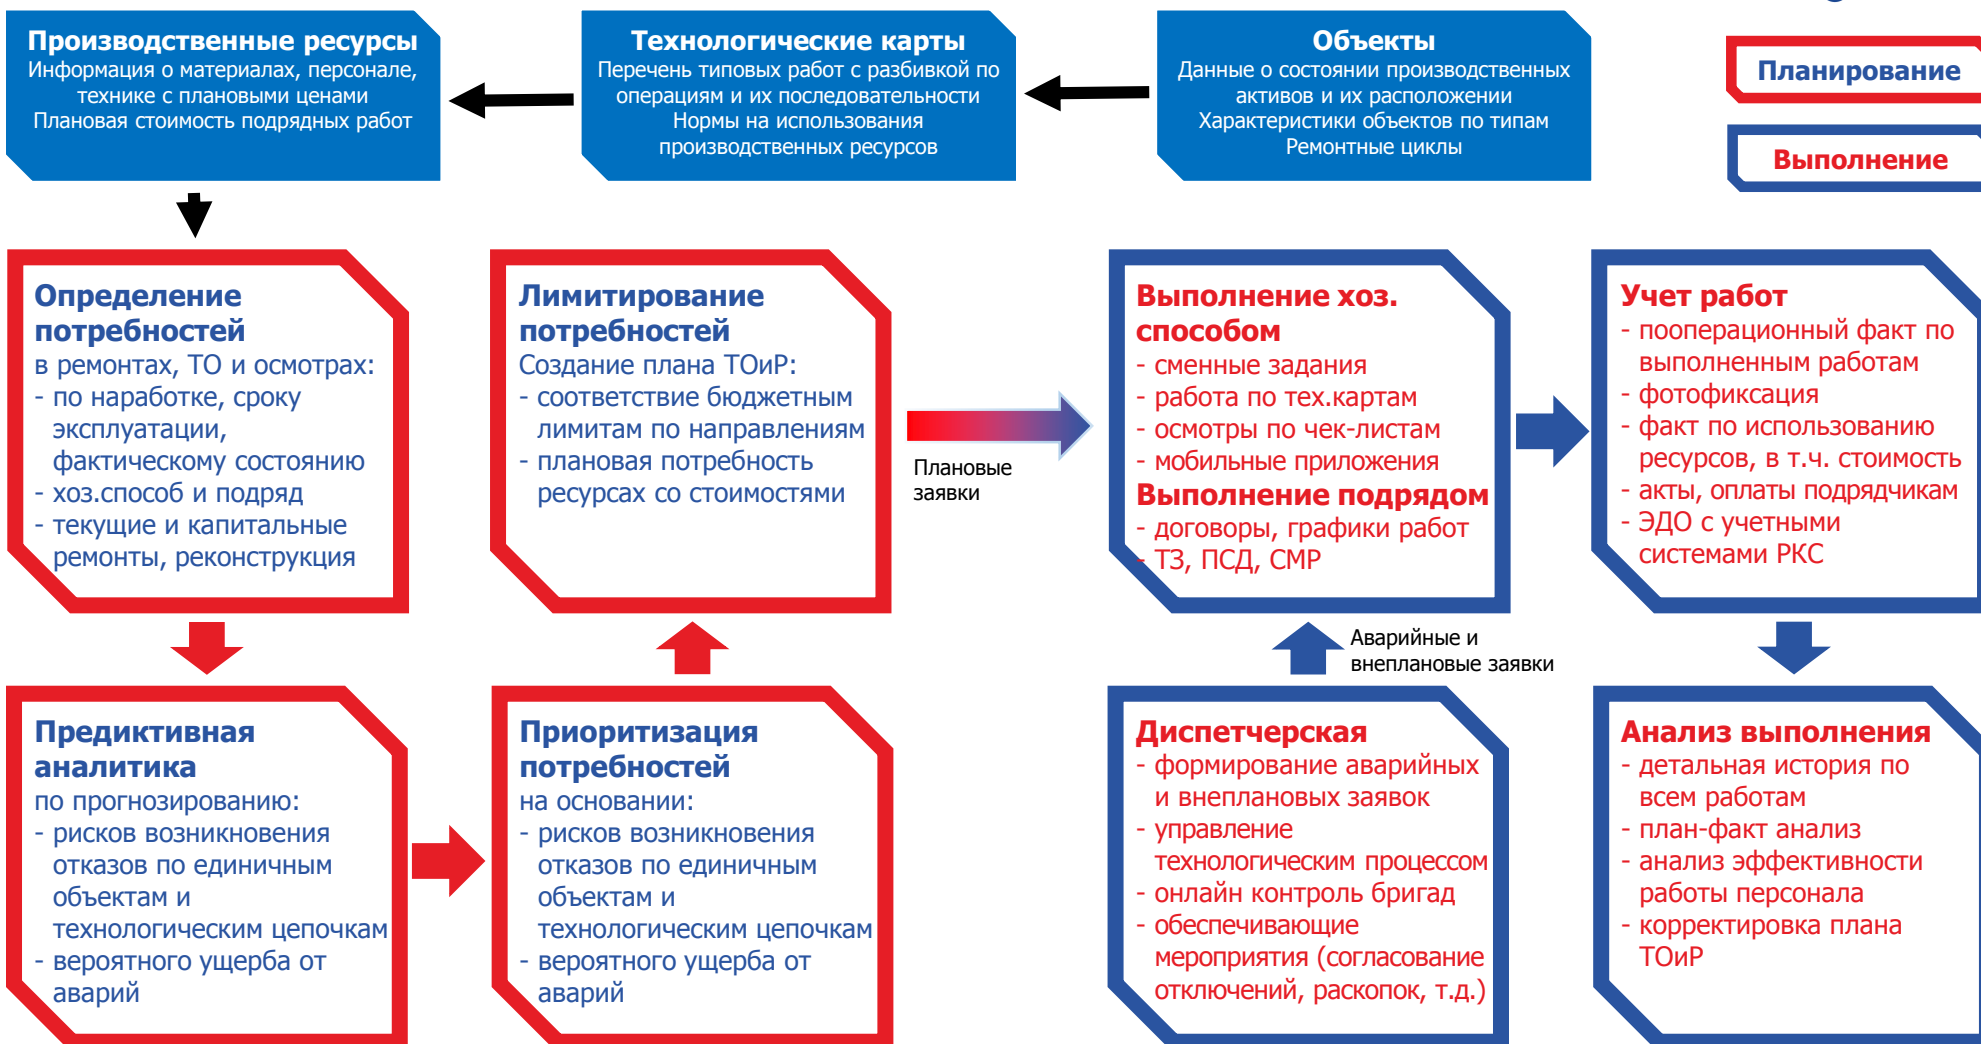 Производственные ресурсы
Информация о материалах, персонале,
технике с плановыми ценами
Плановая стоимость подрядных работ
Технологические карты
Перечень типовых работ с разбивкой по
операциям и их последовательности
Нормы на использования
производственных ресурсов
Объекты
Данные о состоянии производственных
активов и их расположении
Характеристики объектов по типам
Ремонтные циклы
Планирование
Выполнение
Определение
потребностей
в ремонтах, ТО и осмотрах:
- по наработке, сроку
эксплуатации,
фактическому состоянию
- хоз.способ и подряд
- текущие и капитальные
ремонты, реконструкция
Лимитирование
потребностей
Создание плана ТОиР:
- соответствие бюджетным
лимитам по направлениям
- плановая потребность
ресурсах со стоимостями
Плановые
заявки
Выполнение хоз.
способом
- сменные задания
- работа по тех.картам
- осмотры по чек-листам
- мобильные приложения
Выполнение подрядом
- договоры, графики работ
- ТЗ, ПСД, СМР
Учет работ
- пооперационный факт по
выполненным работам
- фотофиксация
- факт по использованию
ресурсов, в т.ч. стоимость
- акты, оплаты подрядчикам
- ЭДО с учетными
системами РКС
Аварийные и
внеплановые заявки
Предиктивная
аналитика
по прогнозированию:
- рисков возникновения
отказов по единичным
объектам и
технологическим цепочкам
- вероятного ущерба от
аварий
Приоритизация
потребностей
на основании:
- рисков возникновения
отказов по единичным
объектам и
технологическим цепочкам
- вероятного ущерба от
аварий
Диспетчерская
- формирование аварийных
и внеплановых заявок
- управление
технологическим процессом
- онлайн контроль бригад
- обеспечивающие
мероприятия (согласование
отключений, раскопок, т.д.)
Анализ выполнения
- детальная история по
всем работам
- план-факт анализ
- анализ эффективности
работы персонала
- корректировка плана
ТОиР